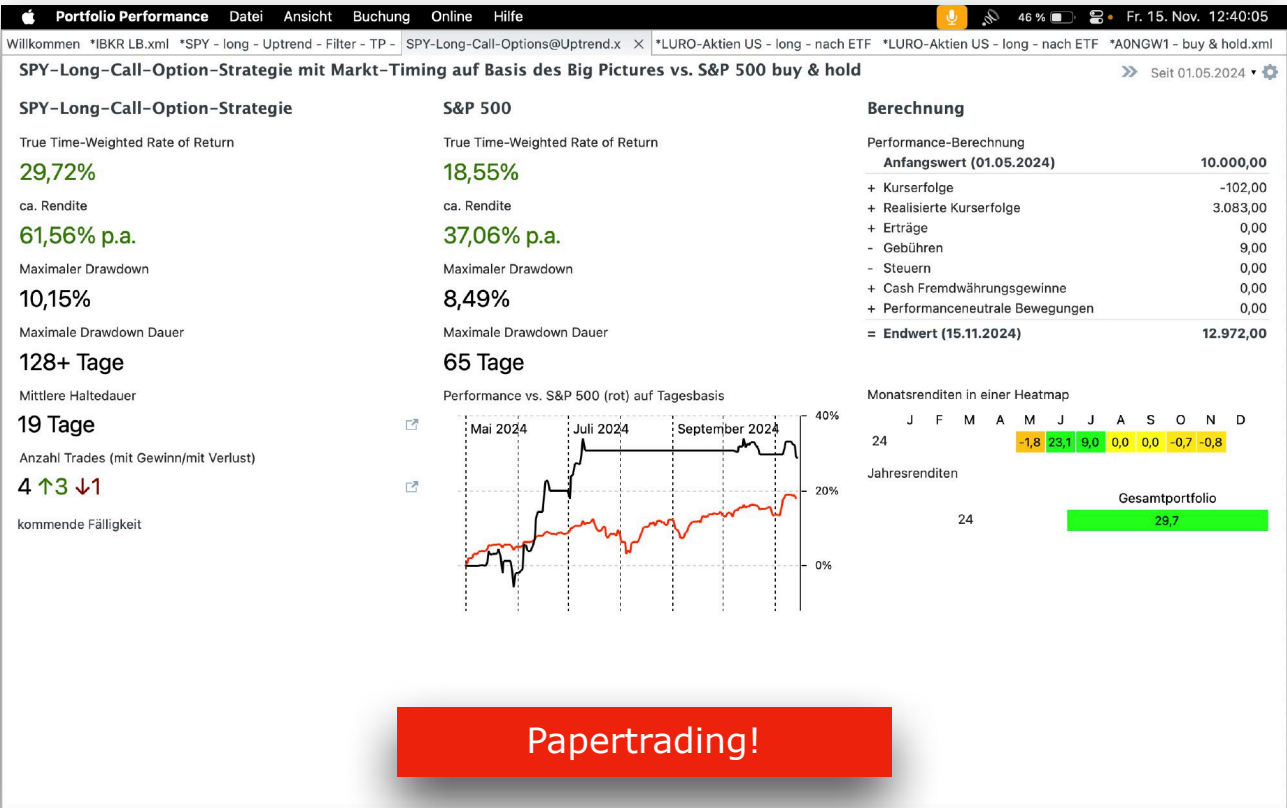 Portfolio Performance Datei Ansicht Buchung Online Hilfe 46 % Fr. 15. Nov. 12:40:05
Willkommen *IBKR LB.xml *SPY - long - Uptrend - Filter - TP - SPY-Long-Call-Options@Uptrend.x *LURO-Aktien US - long - nach ETF *LURO-Aktien US - long - nach ETF *A0NGW1 - buy & hold.xml
SPY-Long-Call-Option-Strategie mit Markt-Timing auf Basis des Big Pictures vs. S&P 500 buy & hold
Seit 01.05.2024
SPY-Long-Call-Option-Strategie
True Time-Weighted Rate of Return
29,72%
ca. Rendite
61,56% p.a.
Maximaler Drawdown
10,15%
Maximale Drawdown Dauer
128+ Tage
Mittlere Haltedauer
19 Tage
Anzahl Trades (mit Gewinn/mit Verlust)
4 ↑3 ↓1
kommende Fälligkeit
S&P 500
True Time-Weighted Rate of Return
18,55%
ca. Rendite
37,06% p.a.
Maximaler Drawdown
8,49%
Maximale Drawdown Dauer
65 Tage
Performance vs. S&P 500 (rot) auf Tagesbasis
Mai 2024 Juli 2024 September 2024
40%
20%
0%
Berechnung
Performance-Berechnung
Anfangswert (01.05.2024) 10.000,00
+ Kurserfolge -102,00
+ Realisierte Kurserfolge 3.083,00
+ Erträge 0,00
- Gebühren 9,00
- Steuern 0,00
+ Cash Fremdwährungsgewinne 0,00
+ Performanceneutrale Bewegungen 0,00
= Endwert (15.11.2024) 12.972,00
Monatsrenditen in einer Heatmap
J F M A M J J A S O N D
24 -1,8 23,1 9,0 0,0 0,0 -0,7 -0,8
Jahresrenditen
Gesamtportfolio
24 29,7
Papertrading!